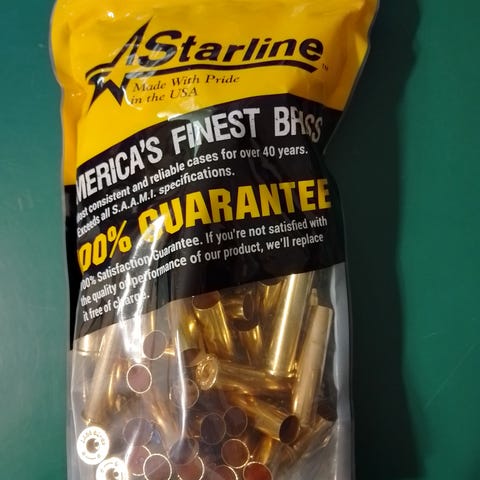 Starline
Made With Pride
in the USA
MERICA'S FINEST BRASS
ost consistent and reliable cases for over 40 years.
Exceeds all S.A.A.M.I. specifications.
00% GUARANTEE
00% Satisfaction Guarantee. If you're not satisfied with
the quality or performance of our product, we'll replace
it free of charge.